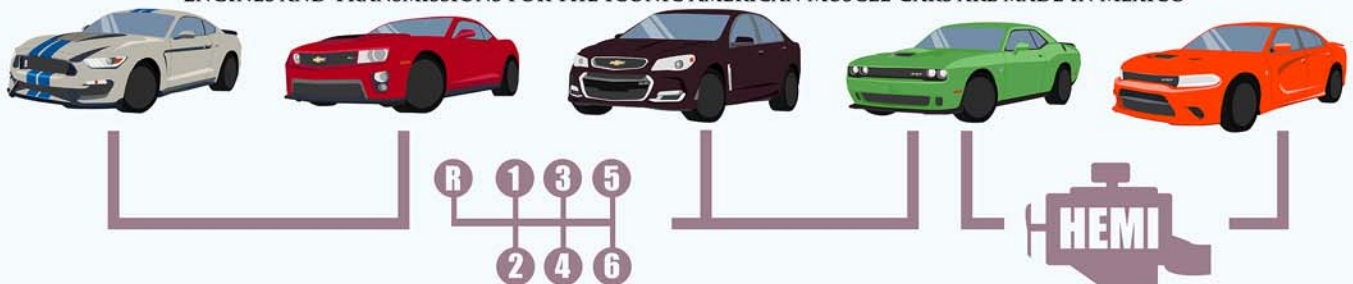 ENGINES AND TRANSMISSIONS FOR THE ICONIC AMERICAN MUSCLE CARS ARE MADE IN MEXICO
R 1 3 5
2 4 6
HEMI